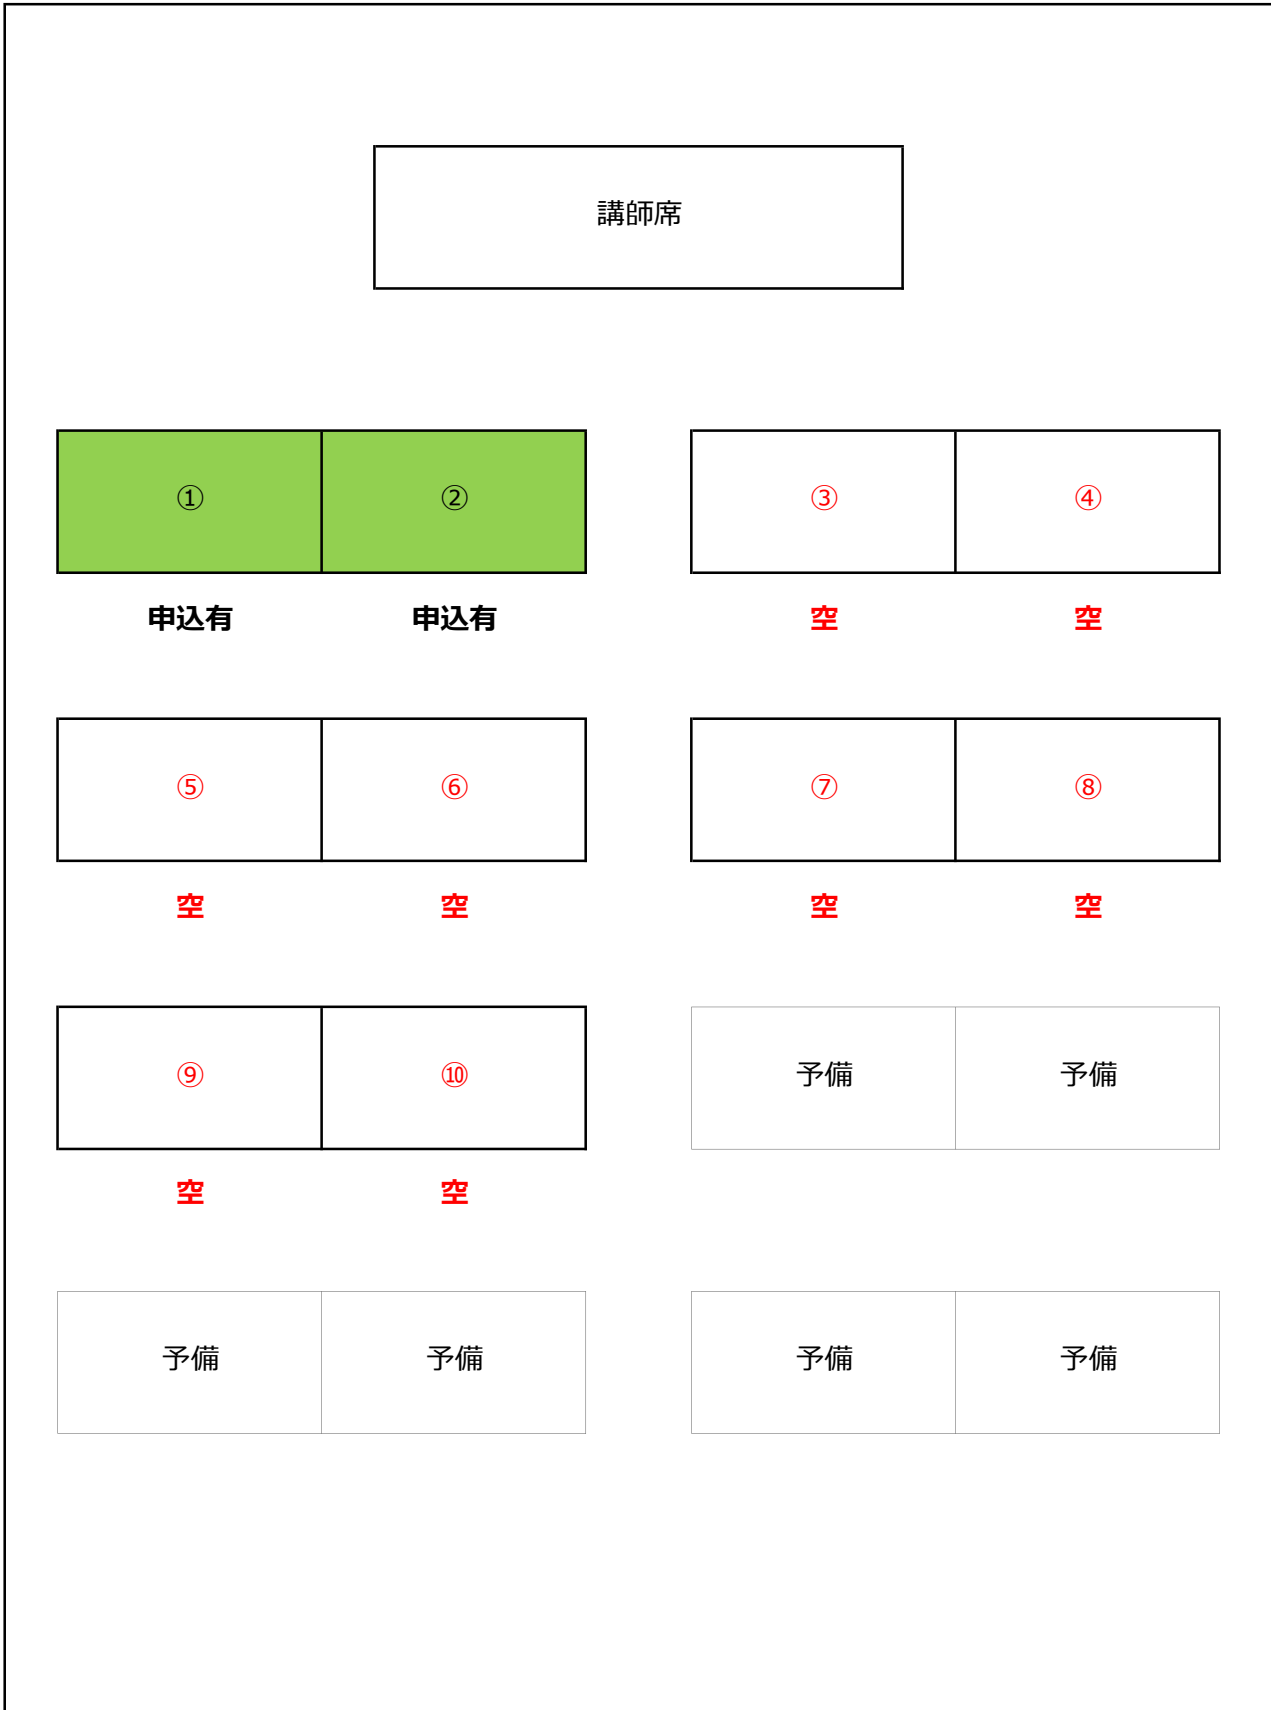 講師席
① ② ③ ④
申込有 申込有 空 空
⑤ ⑥ ⑦ ⑧
空 空 空 空
⑨ ⑩ 予備 予備
空 空
予備 予備 予備 予備